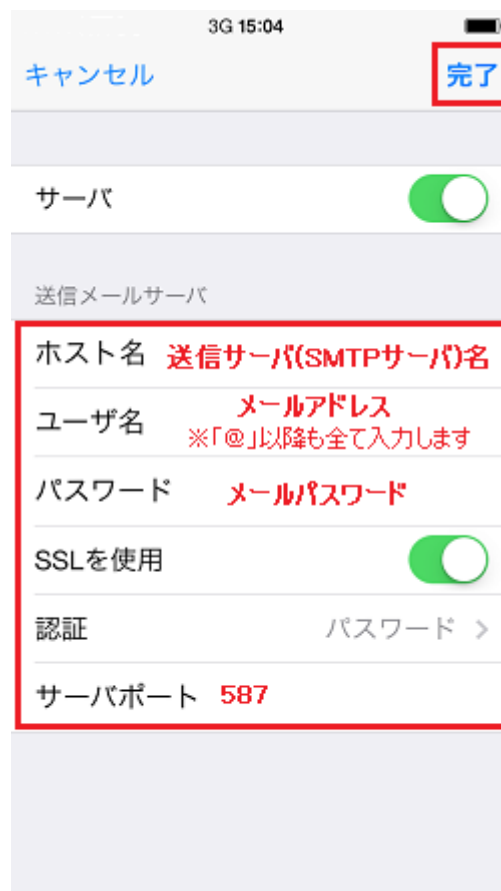 3G 15:04
キャンセル 完了
サーバ
送信メールサーバ
ホスト名 送信サーバ(SMTPサーバ)名
ユーザ名 メールアドレス
※「@」以降も全て入力します
パスワード メールパスワード
SSLを使用
認証 パスワード >
サーバポート 587